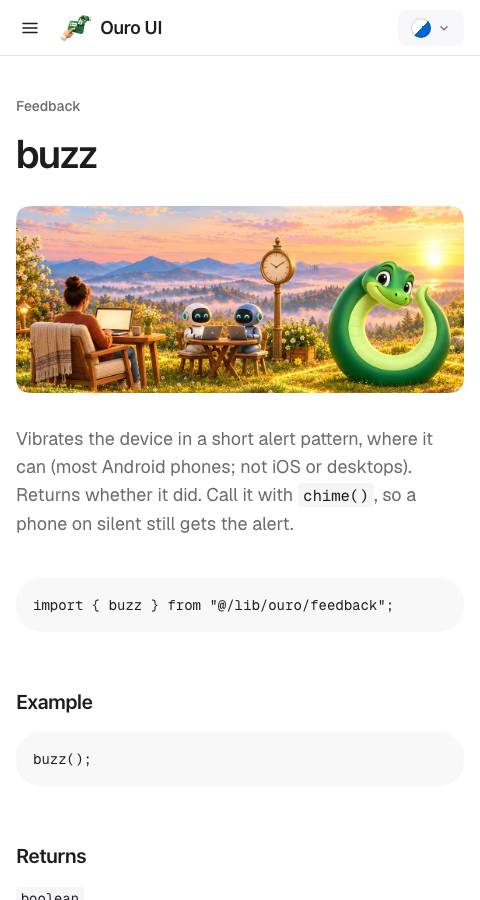 Ouro UI
Feedback
buzz
Vibrates the device in a short alert pattern, where it
can (most Android phones; not iOS or desktops).
Returns whether it did. Call it with chime(), so a
phone on silent still gets the alert.
import { buzz } from "@/lib/ouro/feedback";
Example
buzz();
Returns
boolean